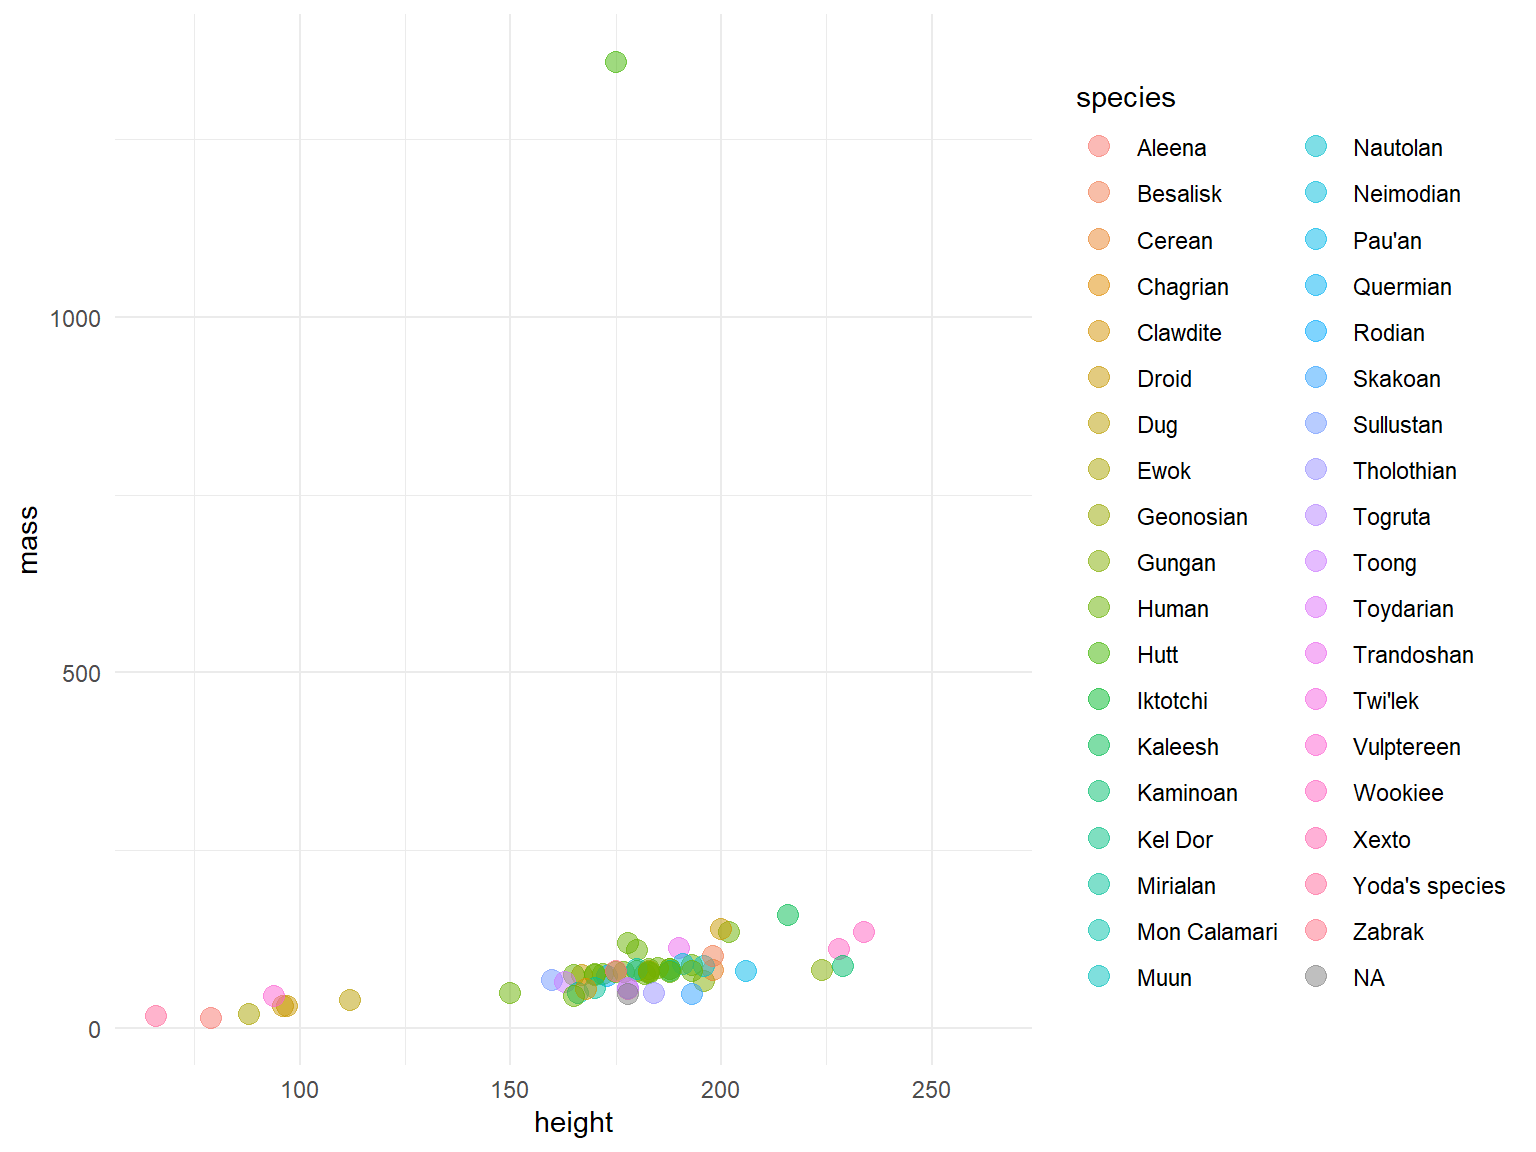 species
Aleena
Besalisk
Cerean
Chagrian
Clawdite
Droid
Dug
Ewok
Geonosian
Gungan
Human
Hutt
Iktotchi
Kaleesh
Kaminoan
Kel Dor
Mirialan
Mon Calamari
Muun
Nautolan
Neimodian
Pau'an
Quermian
Rodian
Skakoan
Sullustan
Tholothian
Togruta
Toong
Toydarian
Trandoshan
Twi'lek
Vulptereen
Wookiee
Xexto
Yoda's species
Zabrak
NA
mass
1000
500
0
100 150 200 250
height